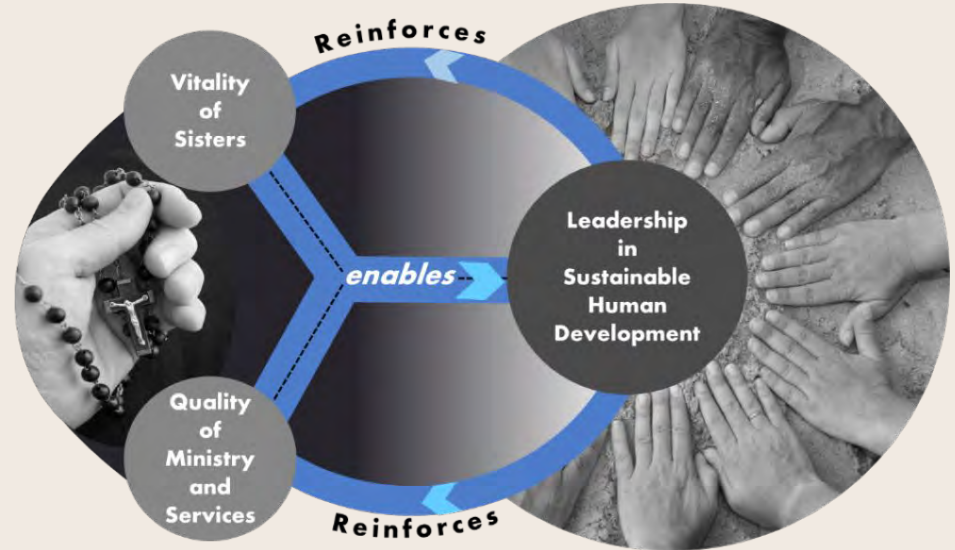 Reinforces
Vitality
of
Sisters
enables
Leadership
in
Sustainable
Human
Development
Quality
of
Ministry
and
Services
Reinforces